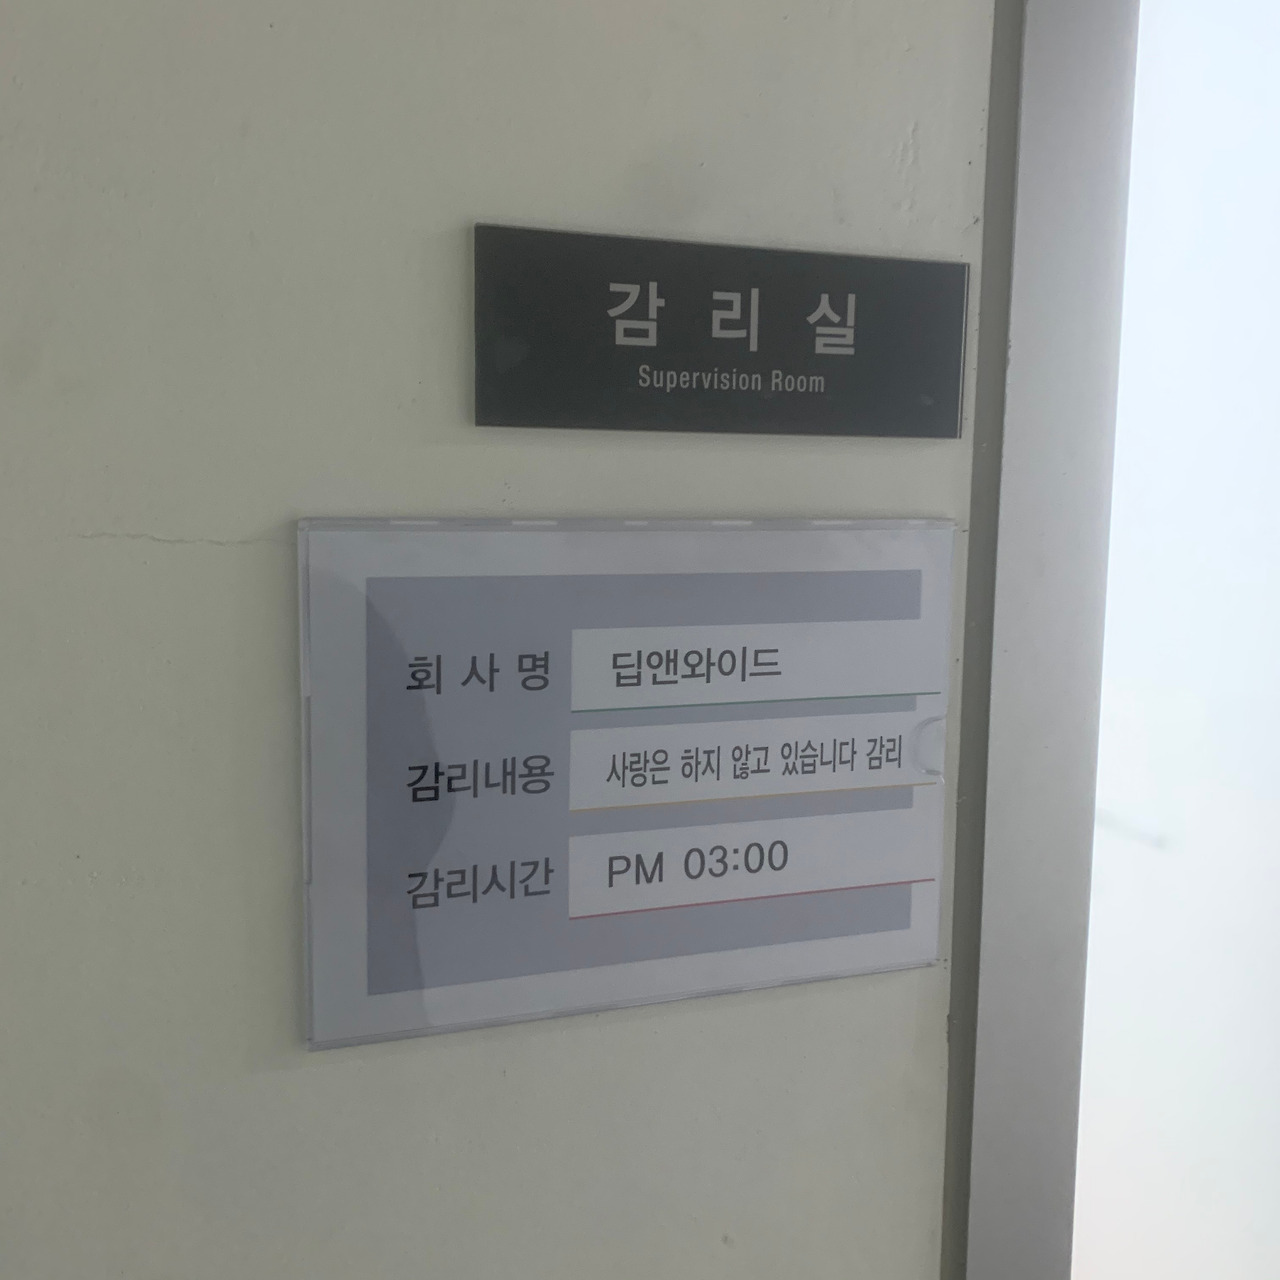 감리실
Supervision Room
회사명 딥앤와이드
감리내용 사랑은 하지 않고 있습니다 감리
감리시간 PM 03:00